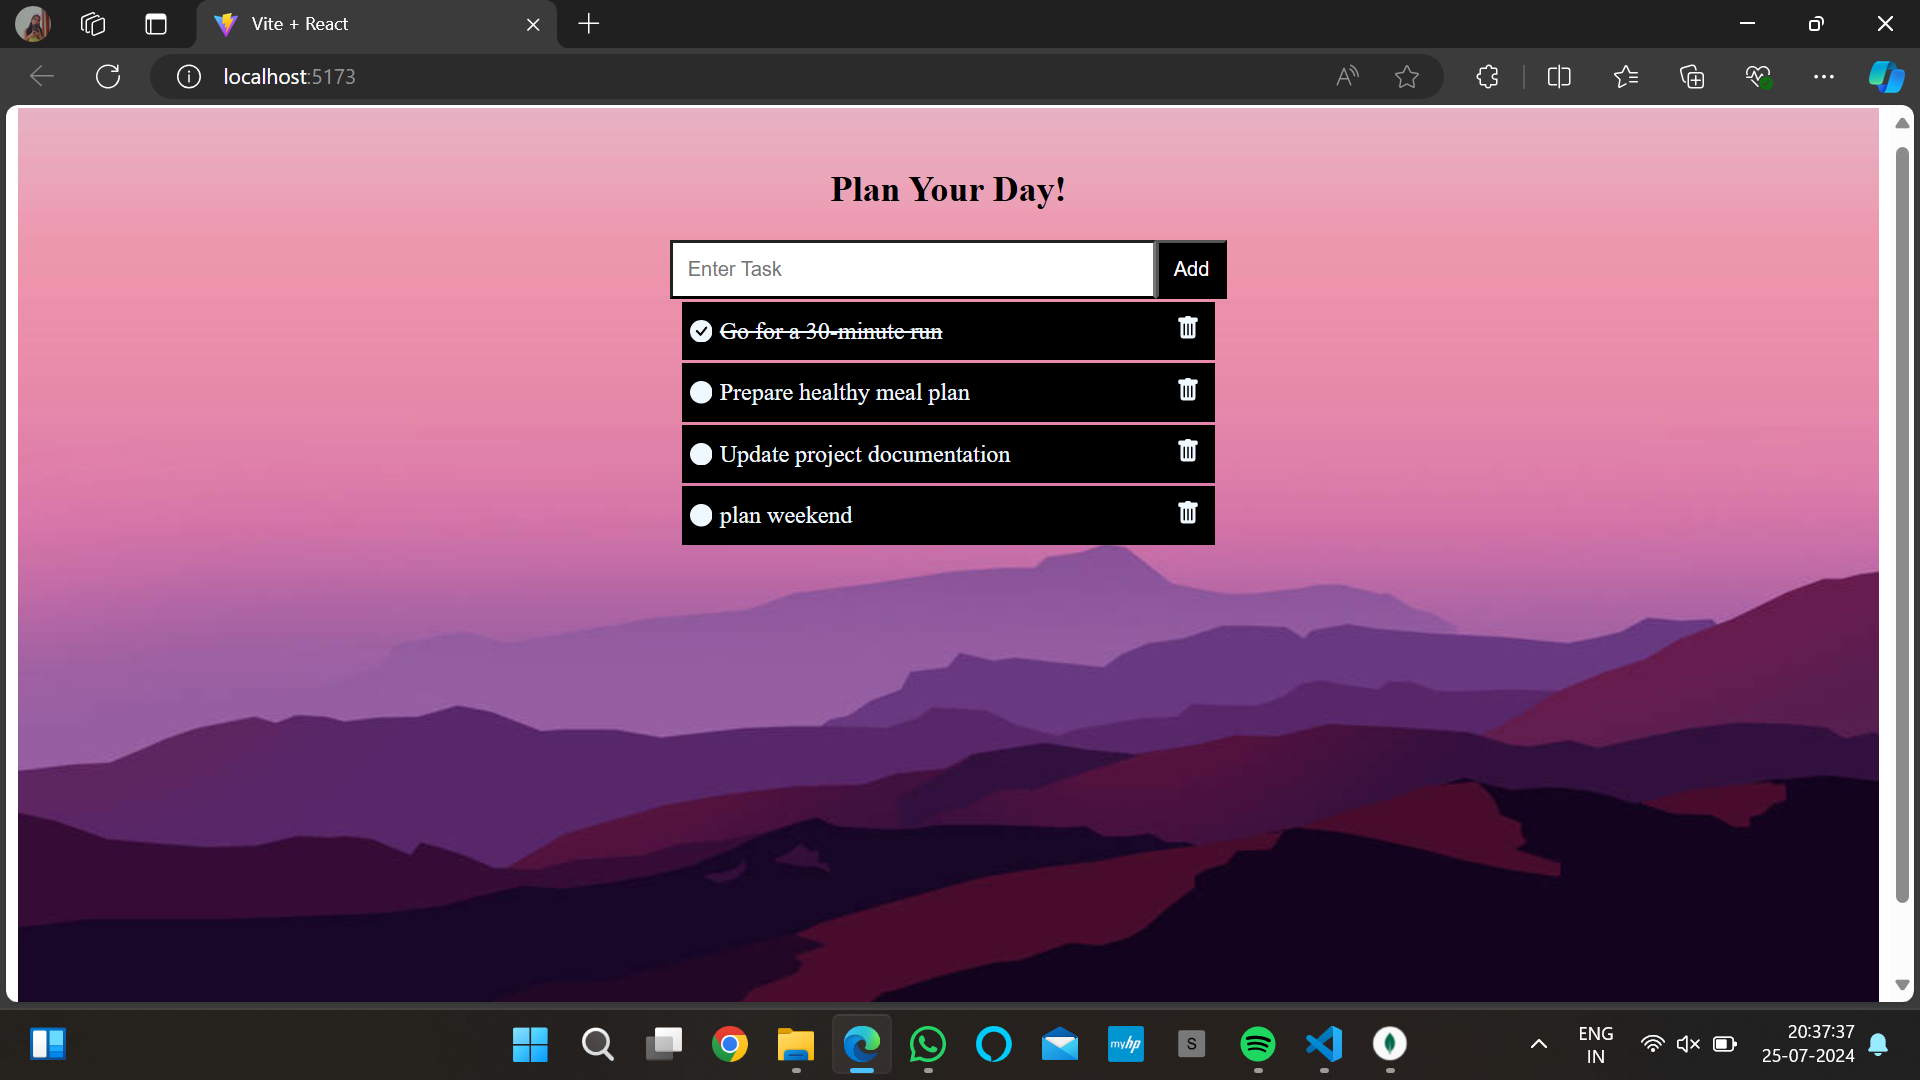 Vite + React
localhost:5173
Plan Your Day!
Enter Task
Add
Go for a 30-minute run
Prepare healthy meal plan
Update project documentation
plan weekend
myhp
S
ENG
IN
20:37:37
25-07-2024